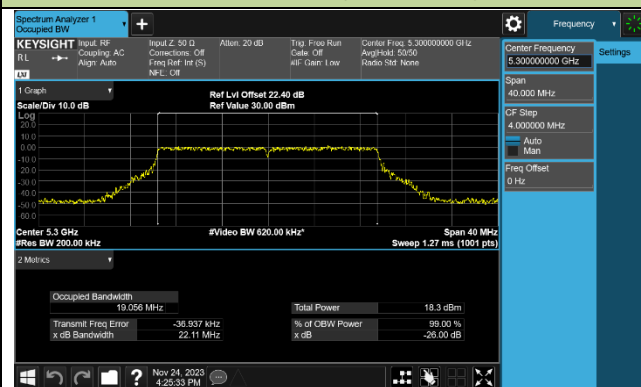 Spectrum Analyzer 1
Occupied BW
Frequency
KEYSIGHT
RL
LXI
Input: RF
Coupling: AC
Align: Auto
Input Z: 50 Ω
Corrections: Off
Freq Ref: Int (S)
NFE: Off
Atten: 20 dB
Trig: Free Run
Gate: Off
#IF Gain: Low
Center Freq: 5.300000000 GHz
Avg|Hold: 50/50
Radio Std: None
Center Frequency
5.300000000 GHz
Settings
Span
40.000 MHz
CF Step
4.000000 MHz
Auto
Man
Freq Offset
0 Hz
1 Graph
Scale/Div 10.0 dB
Ref Lvl Offset 22.40 dB
Ref Value 30.00 dBm
Log
20.0
10.0
0.00
-10.0
-20.0
-30.0
-40.0
-50.0
-60.0
Center 5.3 GHz
#Res BW 200.00 kHz
#Video BW 620.00 kHz*
Span 40 MHz
Sweep 1.27 ms (1001 pts)
2 Metrics
Occupied Bandwidth
19.056 MHz
Total Power 18.3 dBm
Transmit Freq Error -36.937 kHz
% of OBW Power 99.00 %
x dB Bandwidth 22.11 MHz
x dB -26.00 dB
?
Nov 24, 2023
4:25:33 PM